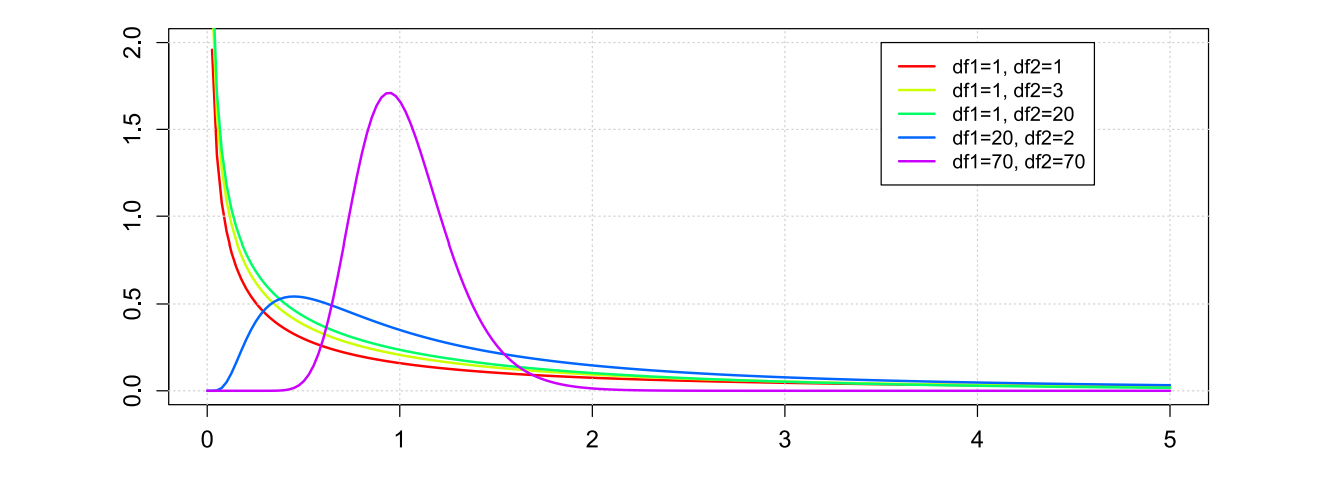 2.0
1.5
1.0
0.5
0.0
df1=1, df2=1
df1=1, df2=3
df1=1, df2=20
df1=20, df2=2
df1=70, df2=70
0 1 2 3 4 5